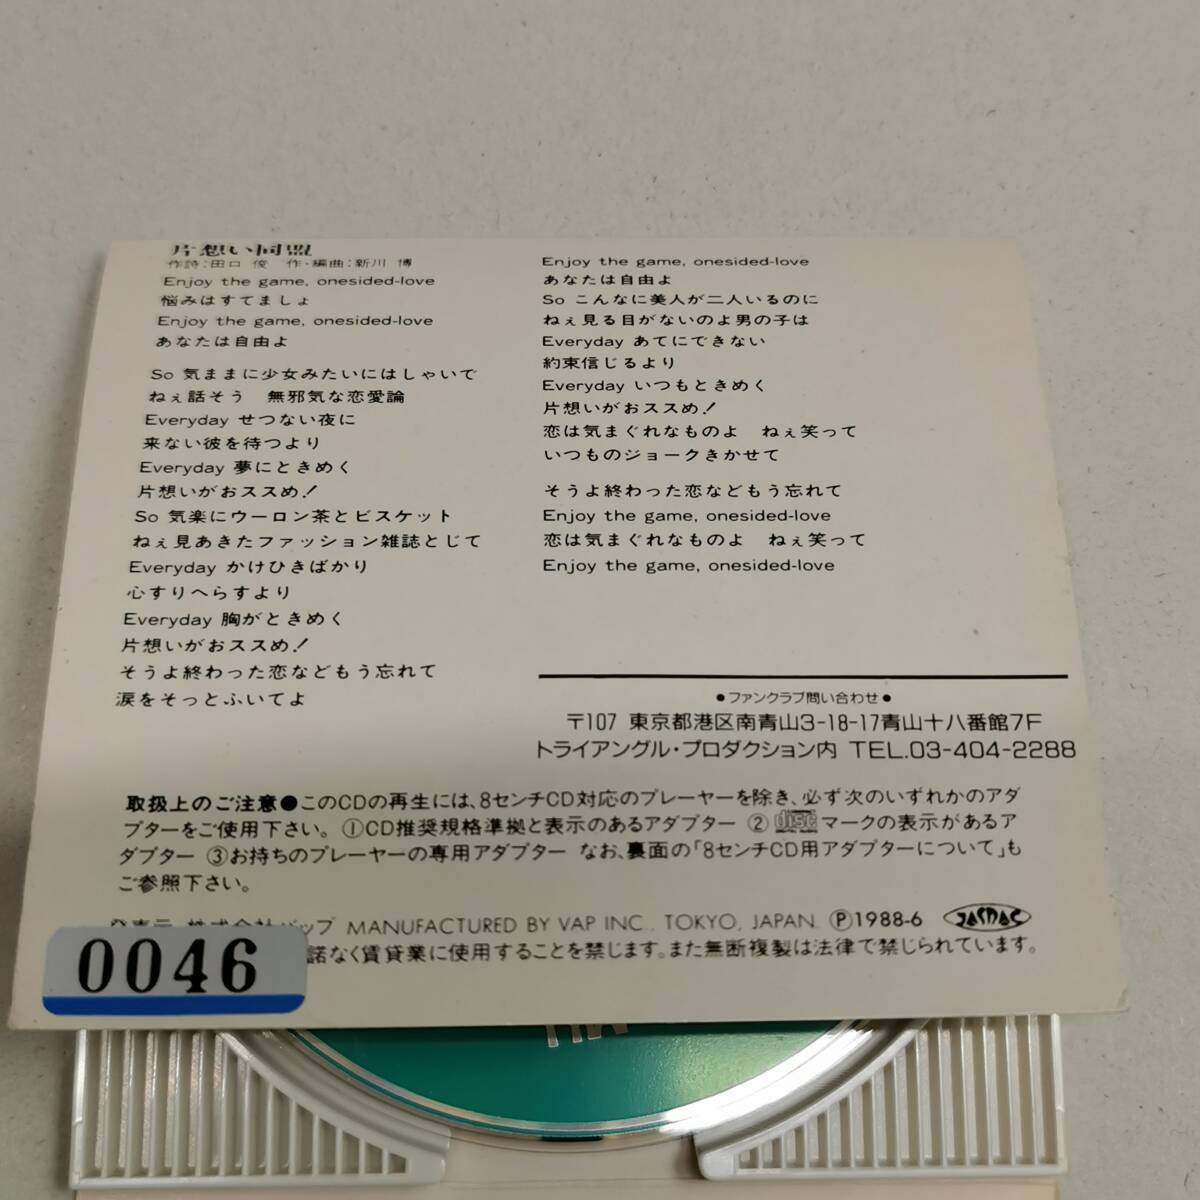 片想い同盟
作詩:田口 俊 作・編曲:新川 博
Enjoy the game, onesided-love
悩みはすてましょ
Enjoy the game, onesided-love
あなたは自由よ
So 気ままに少女みたいにはしゃいで
ねぇ話そう 無邪気な恋愛論
Everyday せつない夜に
来ない彼を待つより
Everyday 夢にときめく
片想いがおススめ!
So 気楽にウーロン茶とビスケット
ねぇ見あきたファッション雑誌とじて
Everyday かけひきばかり
心すりへらすより
Everyday 胸がときめく
片想いがおススめ!
そうよ終わった恋などもう忘れて
涙をそっとふいてよ
Enjoy the game, onesided-love
あなたは自由よ
So こんなに美人が二人いるのに
ねぇ見る目がないのよ男の子は
Everyday あてにできない
約束信じるより
Everyday いつもときめく
片想いがおススめ!
恋は気まぐれなものよ ねぇ笑って
いつものジョークきかせて
そうよ終わった恋などもう忘れて
Enjoy the game, onesided-love
恋は気まぐれなものよ ねぇ笑って
Enjoy the game, onesided-love
●ファンクラブ問い合わせ●
〒107 東京都港区南青山3-18-17青山十八番館7F
トライアングル・プロダクション内 TEL.03-404-2288
取扱上のご注意●このCDの再生には、8センチCD対応のプレーヤーを除き、必ず次のいずれかのアダ
プターをご使用下さい。①CD推奨規格準拠と表示のあるアダプター ②discマークの表示があるア
ダプター ③お持ちのプレーヤーの専用アダプター なお、裏面の「8センチCD用アダプターについて」も
ご参照下さい。
発売元 株式会社バップ MANUFACTURED BY VAP INC., TOKYO, JAPAN. Ⓟ1988-6 JASRAC
諾なく賃貸業に使用することを禁じます。また無断複製は法律で禁じられています。
0046